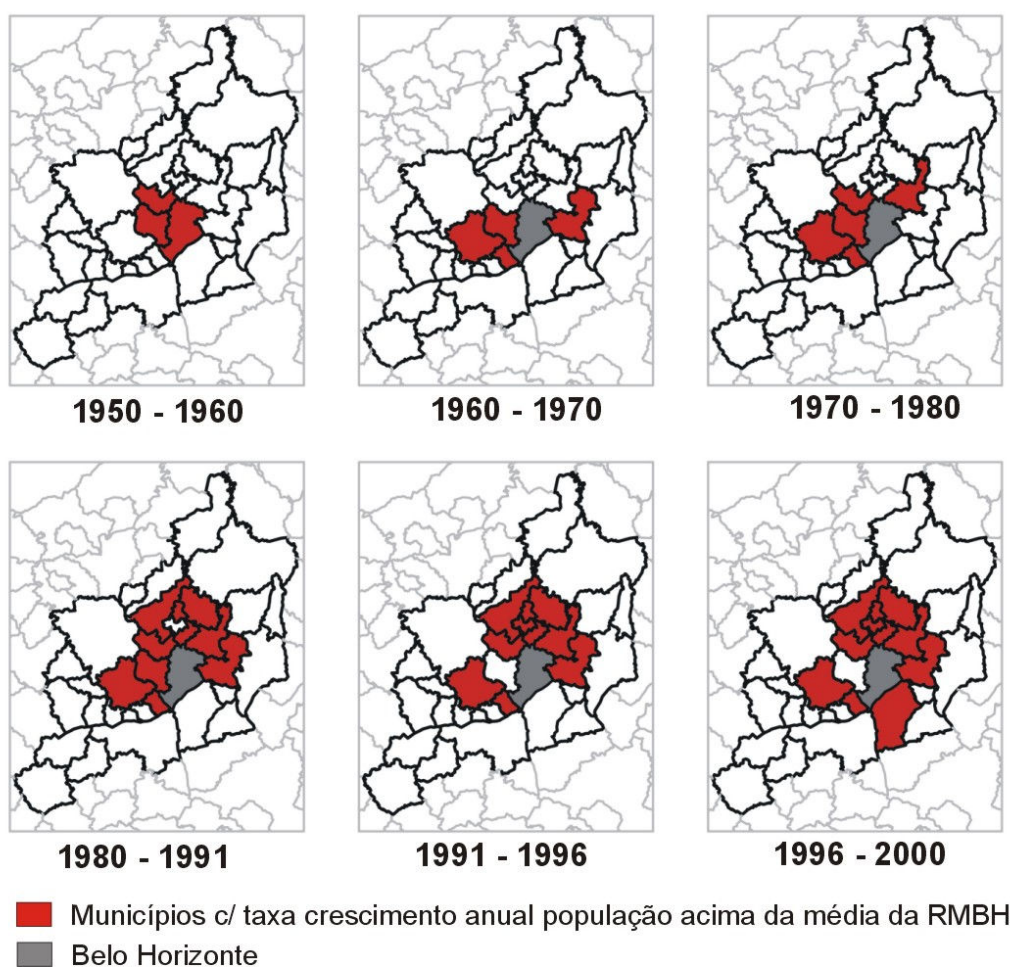 1950 - 1960
1960 - 1970
1970 - 1980
1980 - 1991
1991 - 1996
1996 - 2000
Municípios c/ taxa crescimento anual população acima da média da RMBH
Belo Horizonte